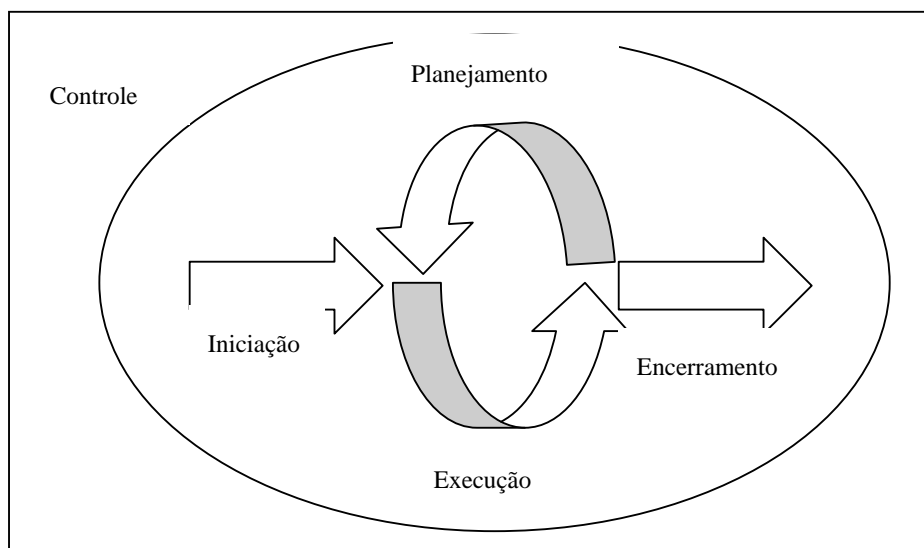 Planejamento
Controle
Iniciação
Encerramento
Execução